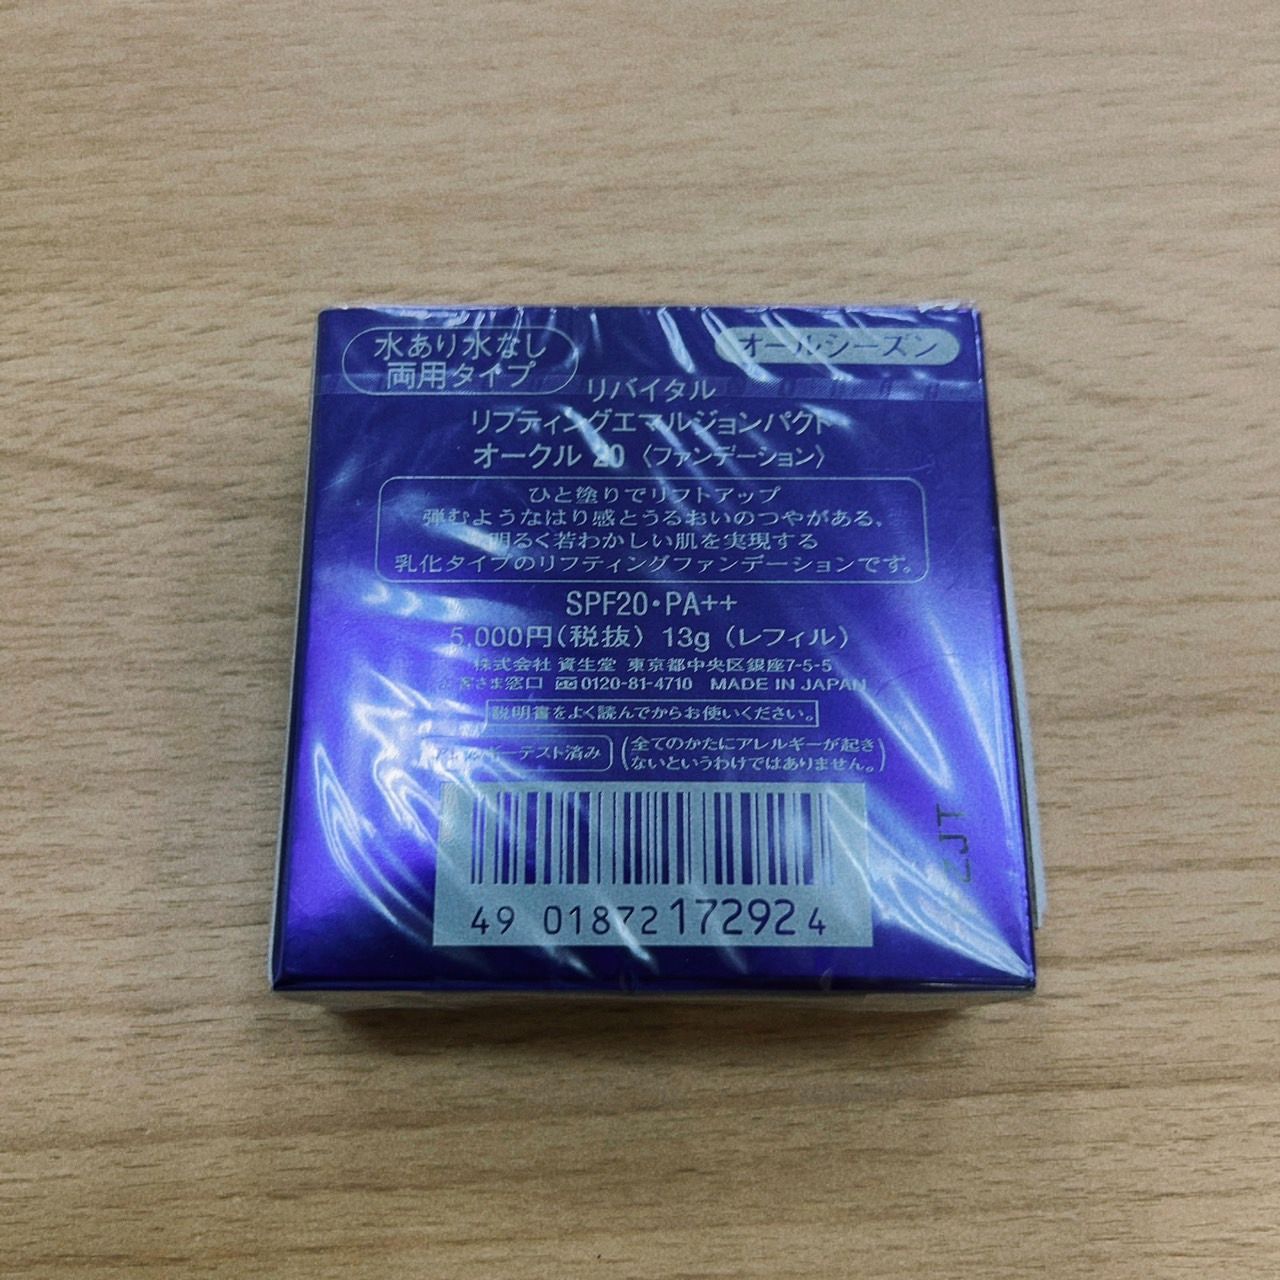 水あり水なし
両用タイプ
オールシーズン
リバイタル
リフティングエマルジョンパクト
オークル 20 〈ファンデーション〉
ひと塗りでリフトアップ
弾むようなはり感とうるおいのつやがある、
明るく若わかしい肌を実現する
乳化タイプのリフティングファンデーションです。
SPF20・PA++
5,000円(税抜) 13g (レフィル)
株式会社 資生堂 東京都中央区銀座7-5-5
お客さま窓口 0120-81-4710 MADE IN JAPAN
説明書をよく読んでからお使いください。
アレルギーテスト済み
(全てのかたにアレルギーが起き
ないというわけではありません。)
4901872172924
ZJT